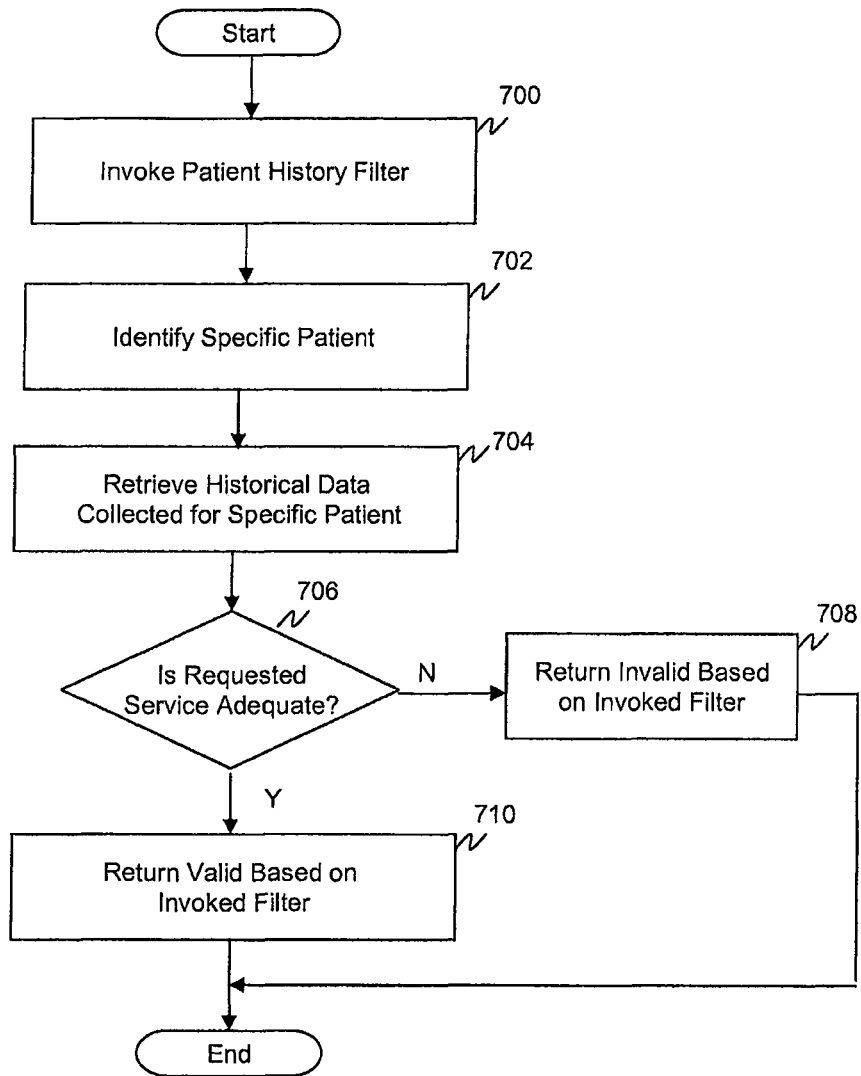 Start
700
Invoke Patient History Filter
702
Identify Specific Patient
704
Retrieve Historical Data
Collected for Specific Patient
706
Is Requested
Service Adequate?
N
708
Return Invalid Based
on Invoked Filter
Y
710
Return Valid Based on
Invoked Filter
End